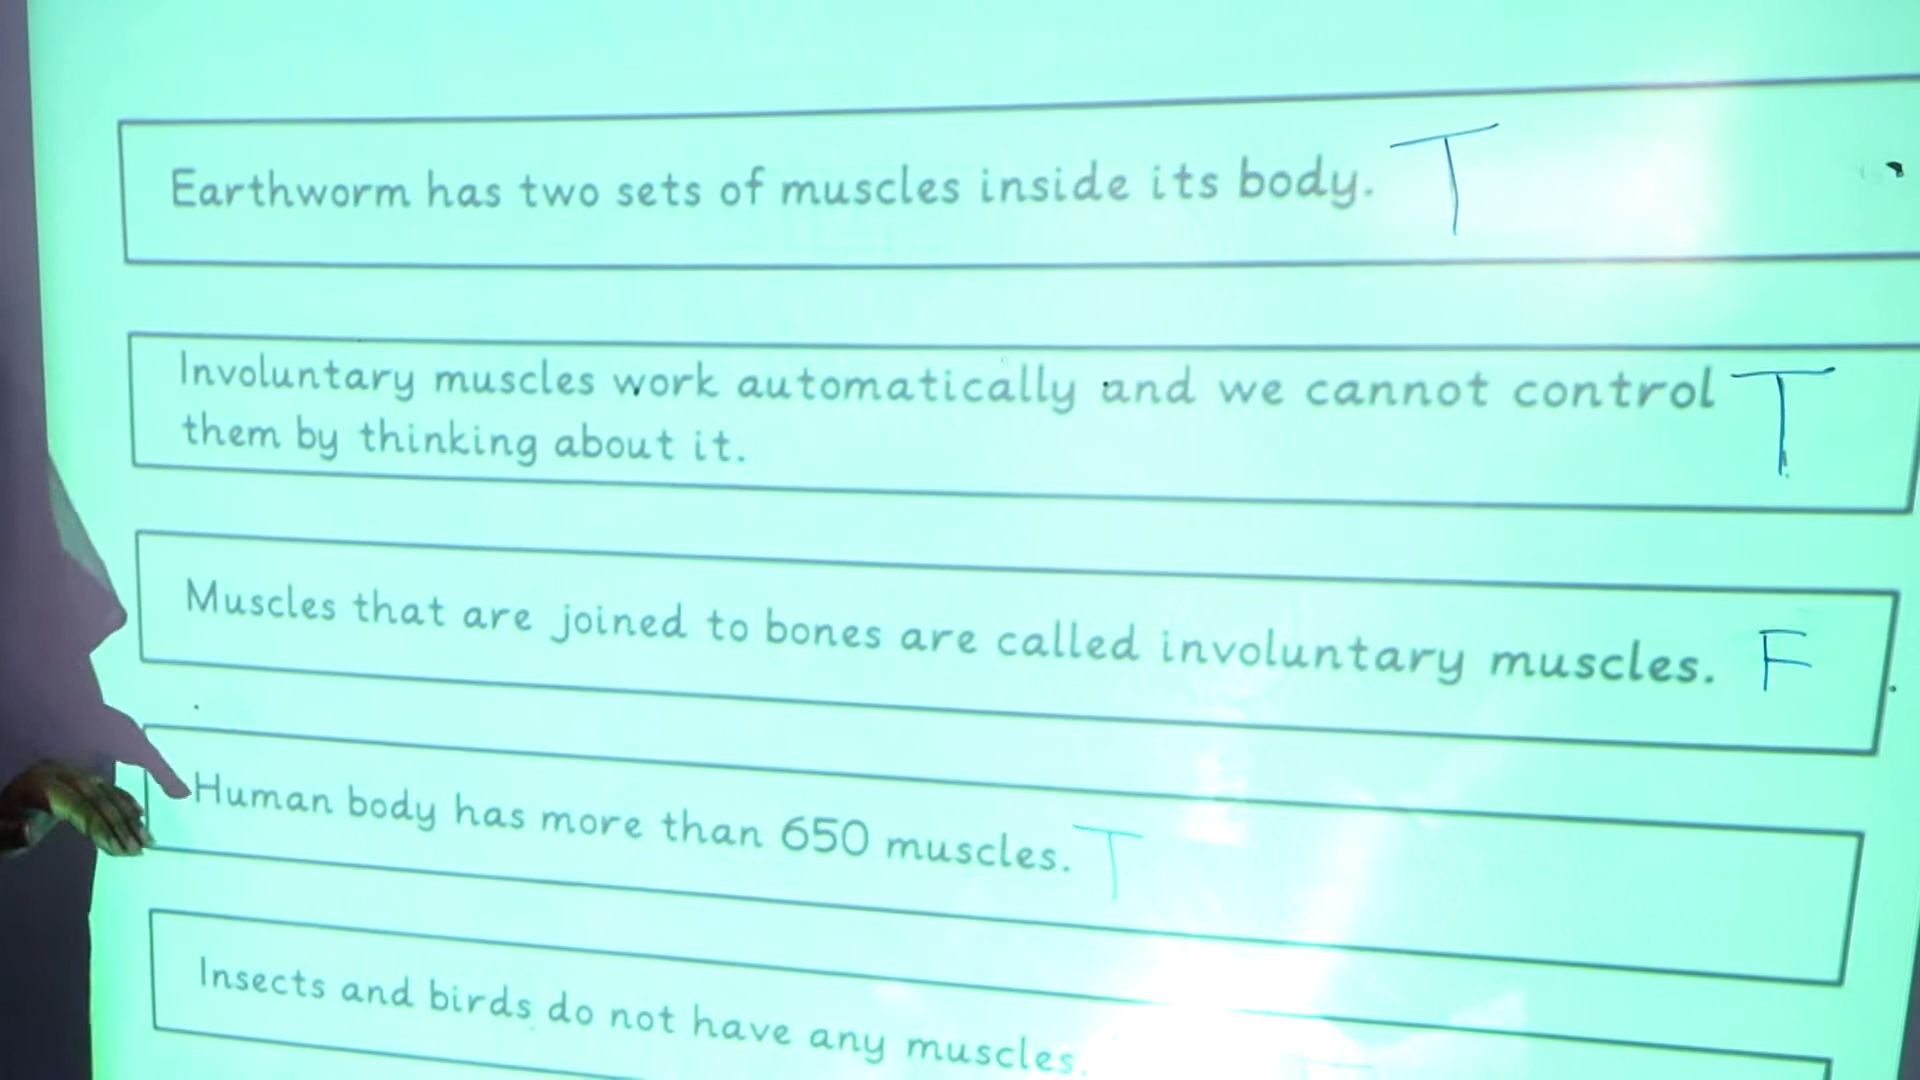 Earthworm has two sets of muscles inside its body. T
Involuntary muscles work automatically and we cannot control T
them by thinking about it.
Muscles that are joined to bones are called involuntary muscles. F
Human body has more than 650 muscles. T
Insects and birds do not have any muscles.